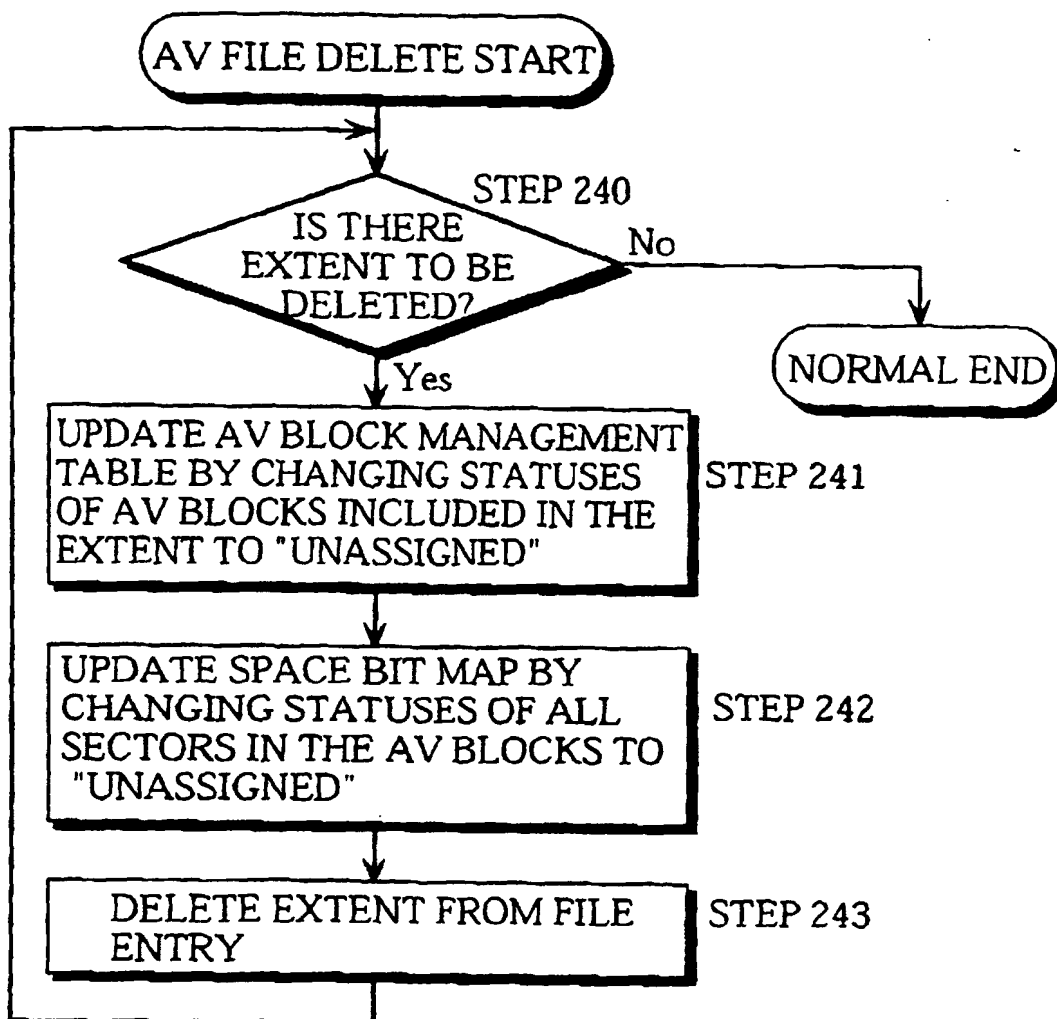 AV FILE DELETE START
STEP 240
IS THERE
EXTENT TO BE
DELETED?
No
NORMAL END
Yes
UPDATE AV BLOCK MANAGEMENT
TABLE BY CHANGING STATUSES
OF AV BLOCKS INCLUDED IN THE
EXTENT TO "UNASSIGNED"
STEP 241
UPDATE SPACE BIT MAP BY
CHANGING STATUSES OF ALL
SECTORS IN THE AV BLOCKS TO
"UNASSIGNED"
STEP 242
DELETE EXTENT FROM FILE
ENTRY
STEP 243